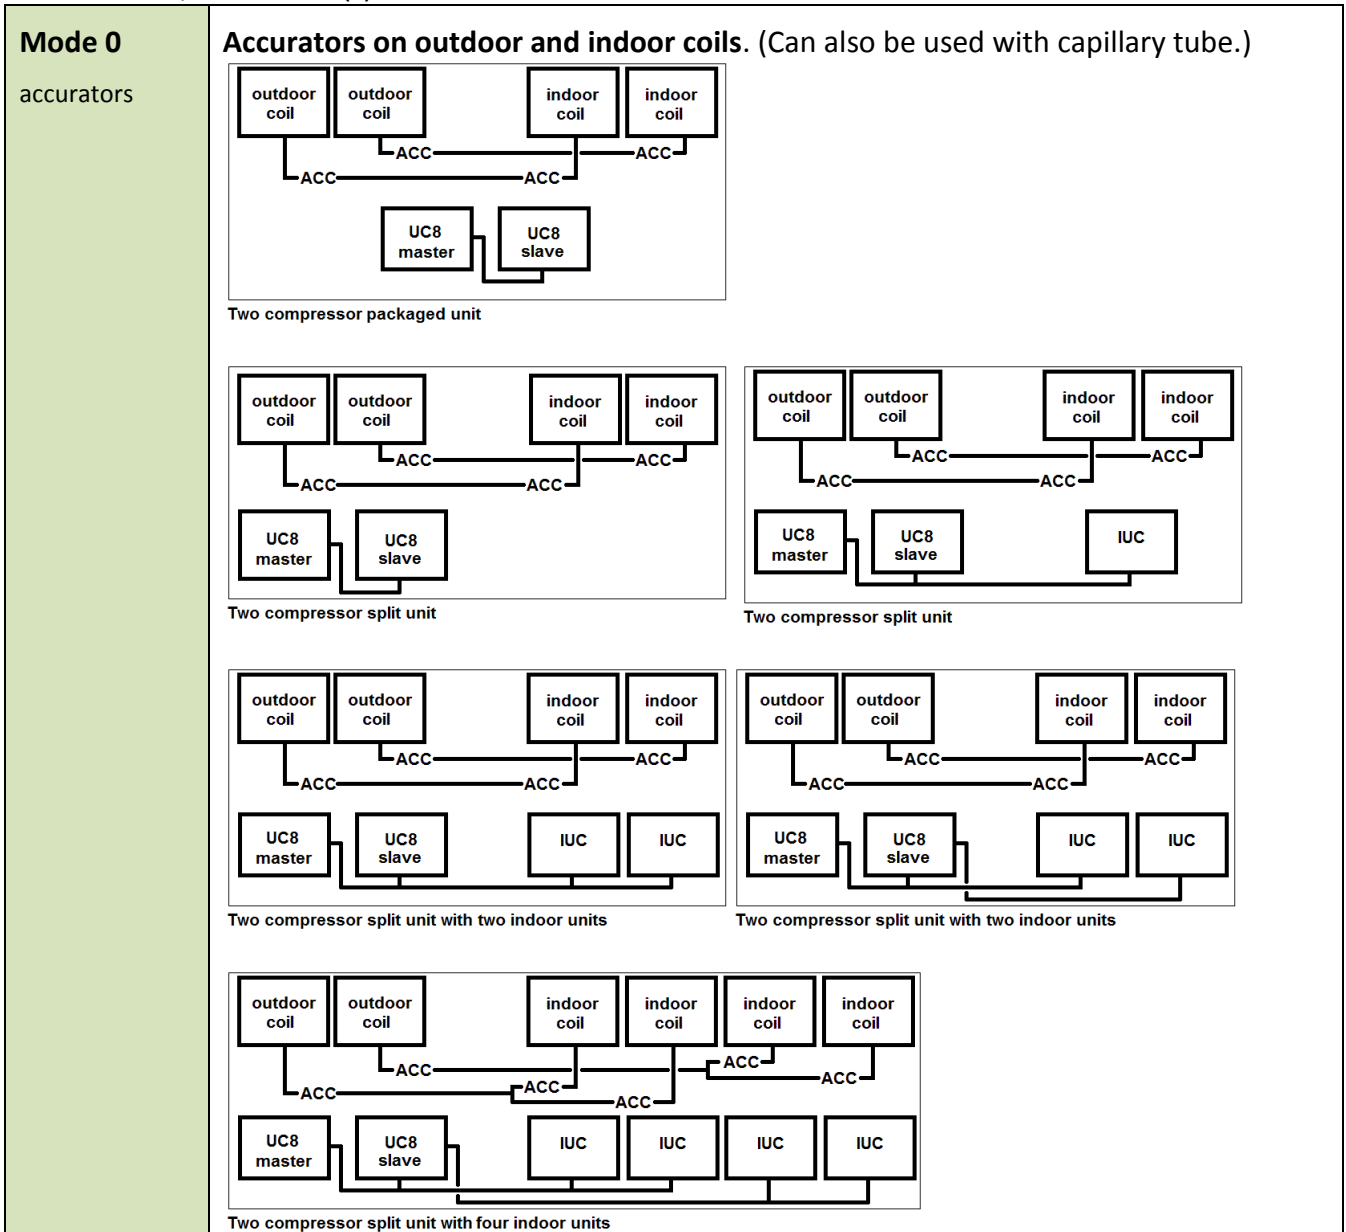 Mode 0
accurators
Accurators on outdoor and indoor coils. (Can also be used with capillary tube.)
outdoor coil outdoor coil indoor coil indoor coil
ACC ACC
ACC ACC
UC8 master UC8 slave
Two compressor packaged unit
outdoor coil outdoor coil indoor coil indoor coil
ACC ACC
ACC ACC
UC8 master UC8 slave
Two compressor split unit
outdoor coil outdoor coil indoor coil indoor coil
ACC ACC
ACC ACC
UC8 master UC8 slave IUC
Two compressor split unit
outdoor coil outdoor coil indoor coil indoor coil
ACC ACC
ACC ACC
UC8 master UC8 slave IUC IUC
Two compressor split unit with two indoor units
outdoor coil outdoor coil indoor coil indoor coil
ACC ACC
ACC ACC
UC8 master UC8 slave IUC IUC
Two compressor split unit with two indoor units
outdoor coil outdoor coil indoor coil indoor coil indoor coil indoor coil
ACC ACC ACC
ACC ACC ACC
UC8 master UC8 slave IUC IUC IUC IUC
Two compressor split unit with four indoor units